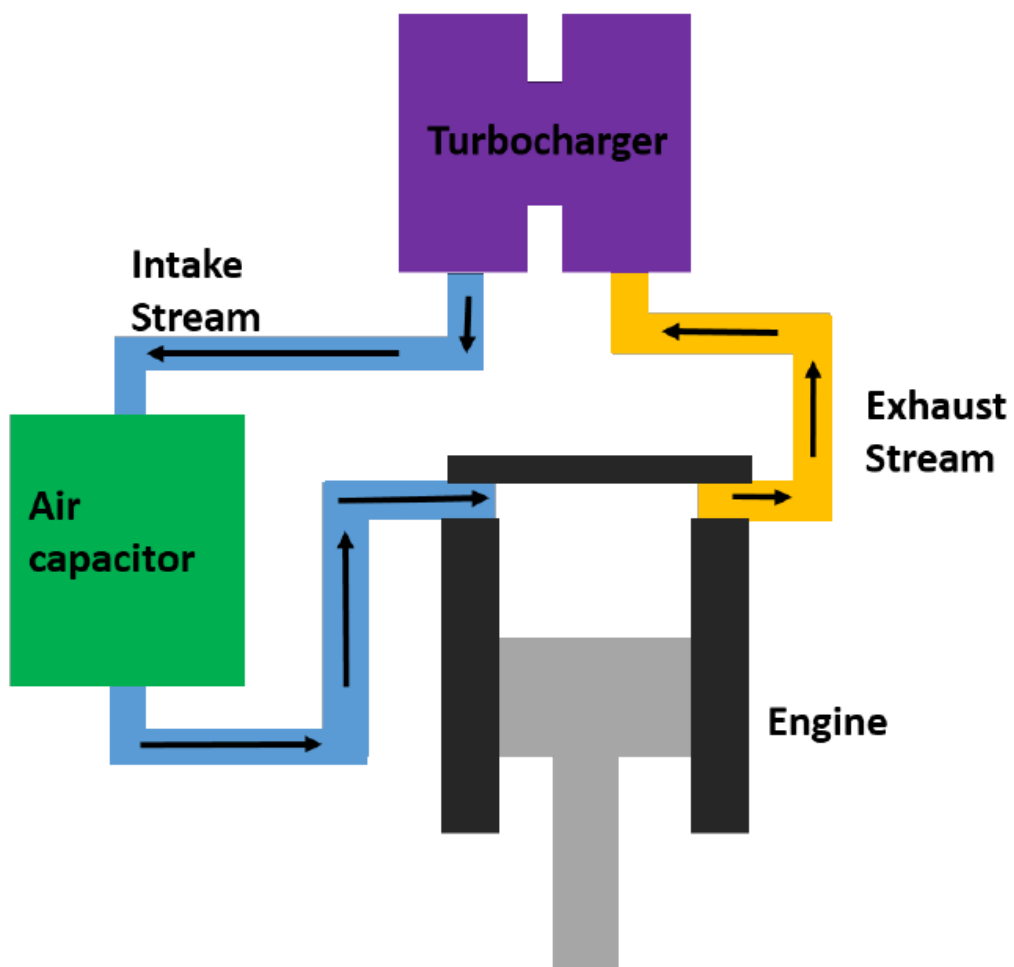 Turbocharger
Intake
Stream
Exhaust
Stream
Air
capacitor
Engine